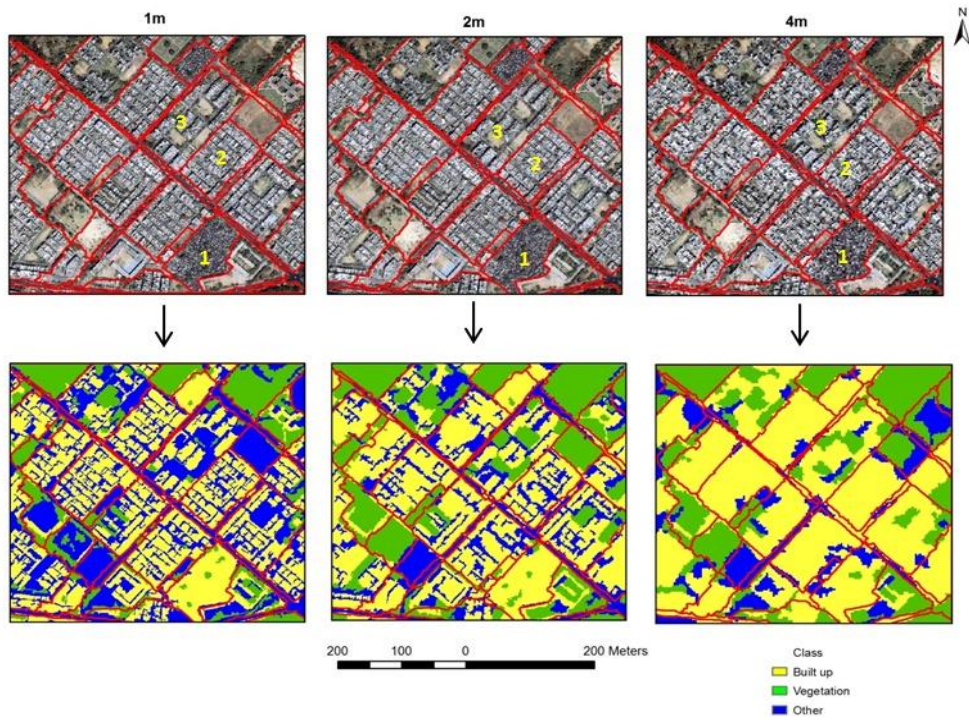 1m
2m
4m
N
3
2
1
3
2
1
3
2
1
200 100 0 200 Meters
Class
Built up
Vegetation
Other